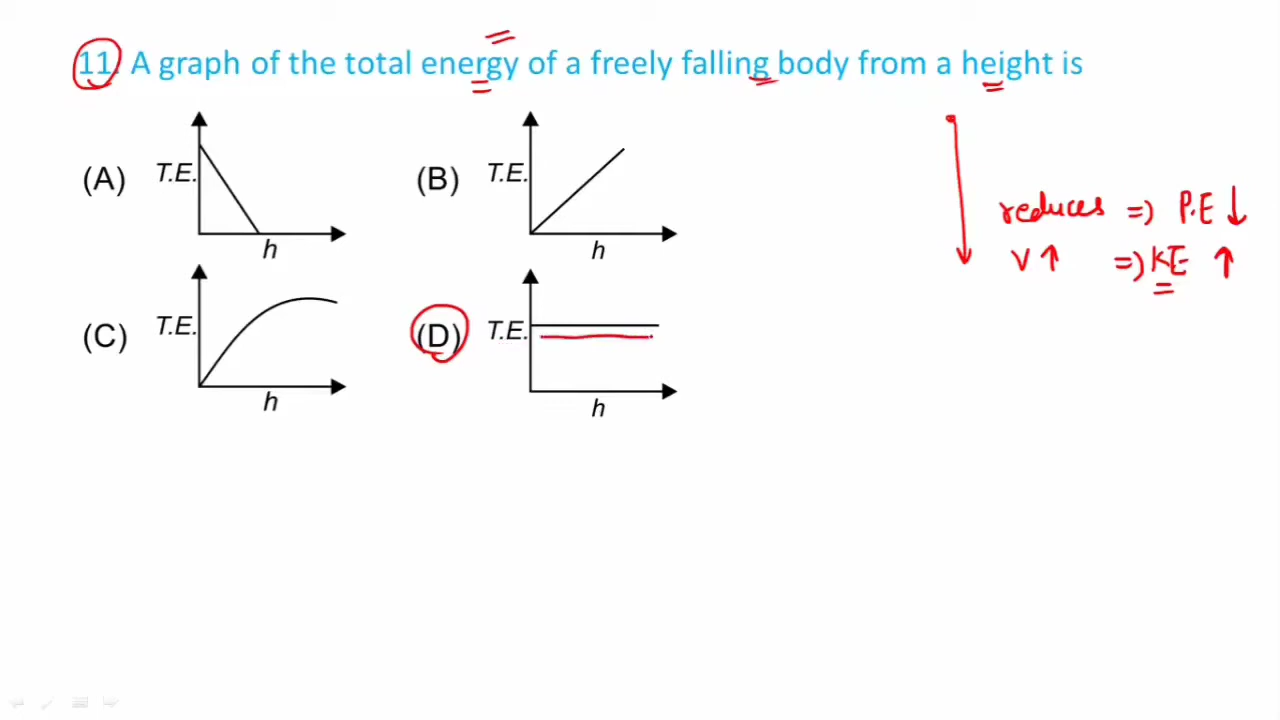 11. A graph of the total energy of a freely falling body from a height is
(A) T.E. h
(B) T.E. h
reduces => P.E ↓
V ↑ => KE ↑
(C) T.E. h
(D) T.E. h